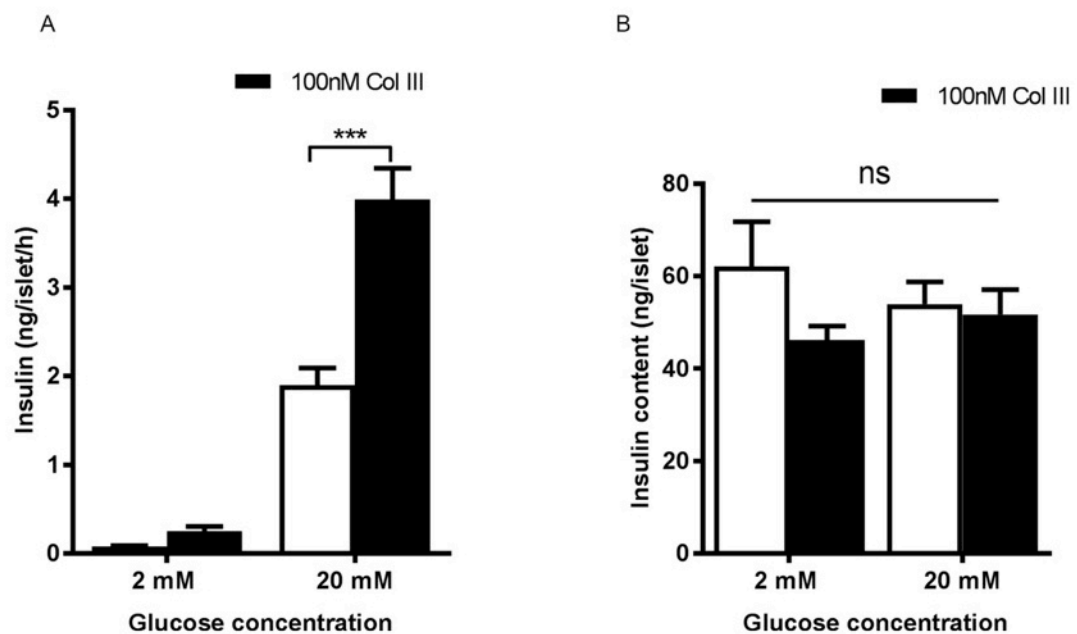 A
100nM Col III
5
4
3
2
1
0
Insulin (ng/islet/h)
***
2 mM
20 mM
Glucose concentration
B
100nM Col III
80
60
40
20
0
Insulin content (ng/islet)
ns
2 mM
20 mM
Glucose concentration